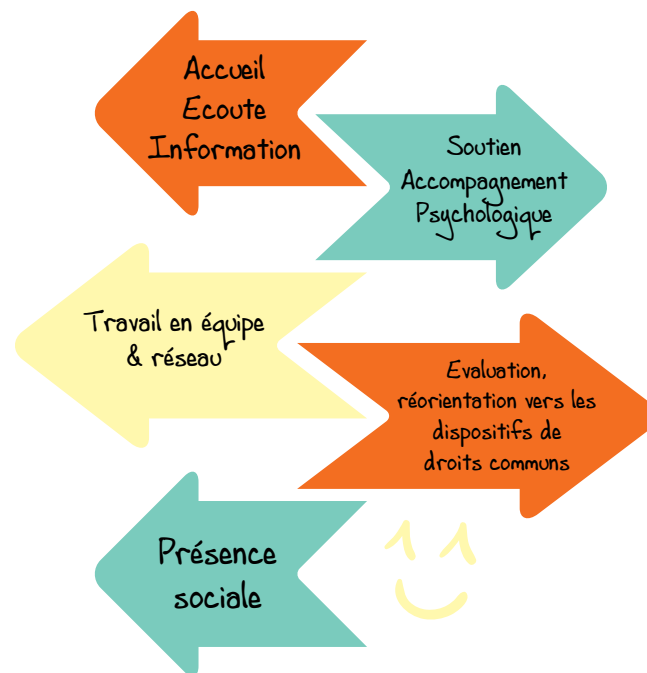 Accueil
Ecoute
Information
Soutien
Accompagnement
Psychologique
Travail en équipe
& réseau
Evaluation,
réorientation vers les
dispositifs de
droits communs
Présence
sociale